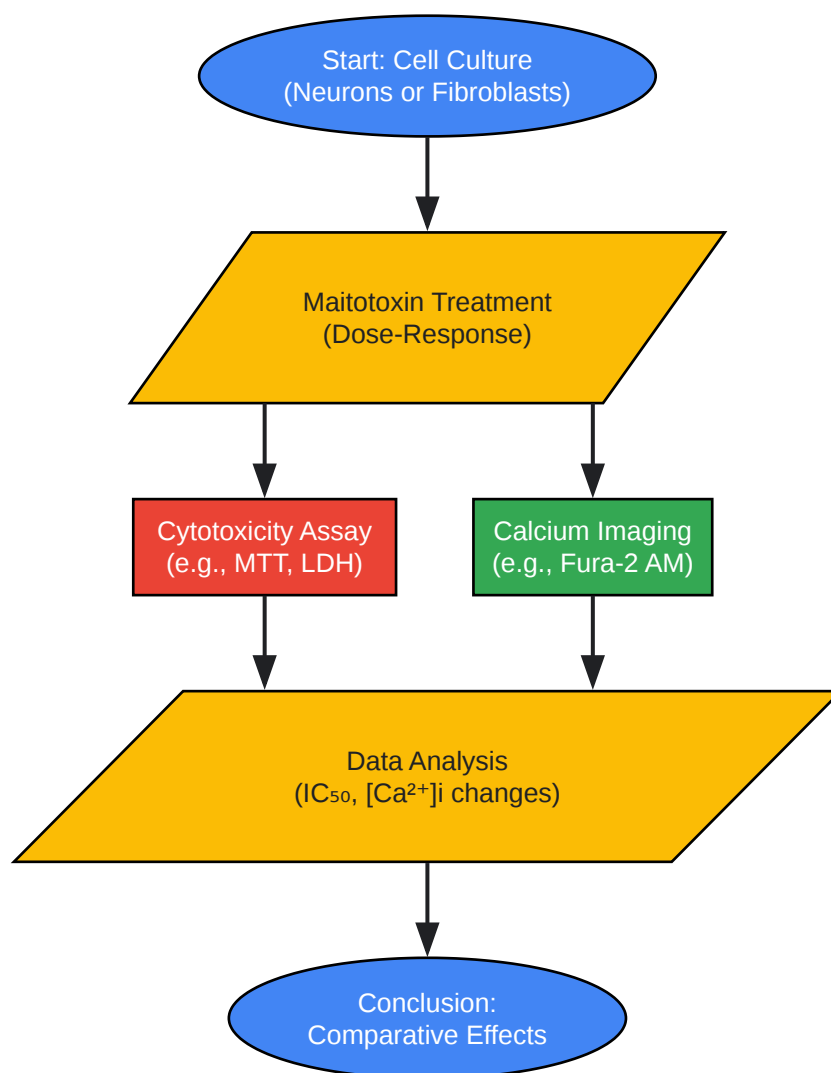 Start: Cell Culture
(Neurons or Fibroblasts)
Maitotoxin Treatment
(Dose-Response)
Cytotoxicity Assay
(e.g., MTT, LDH)
Calcium Imaging
(e.g., Fura-2 AM)
Data Analysis
(IC₅₀, [Ca²⁺]i changes)
Conclusion:
Comparative Effects